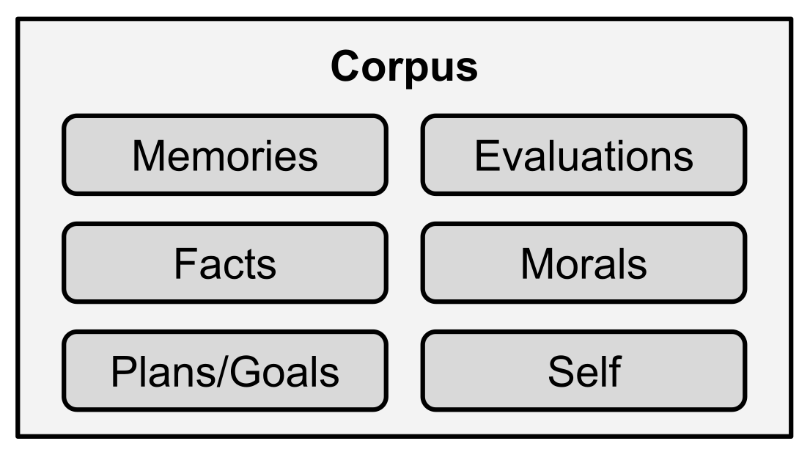 Corpus
Memories
Evaluations
Facts
Morals
Plans/Goals
Self